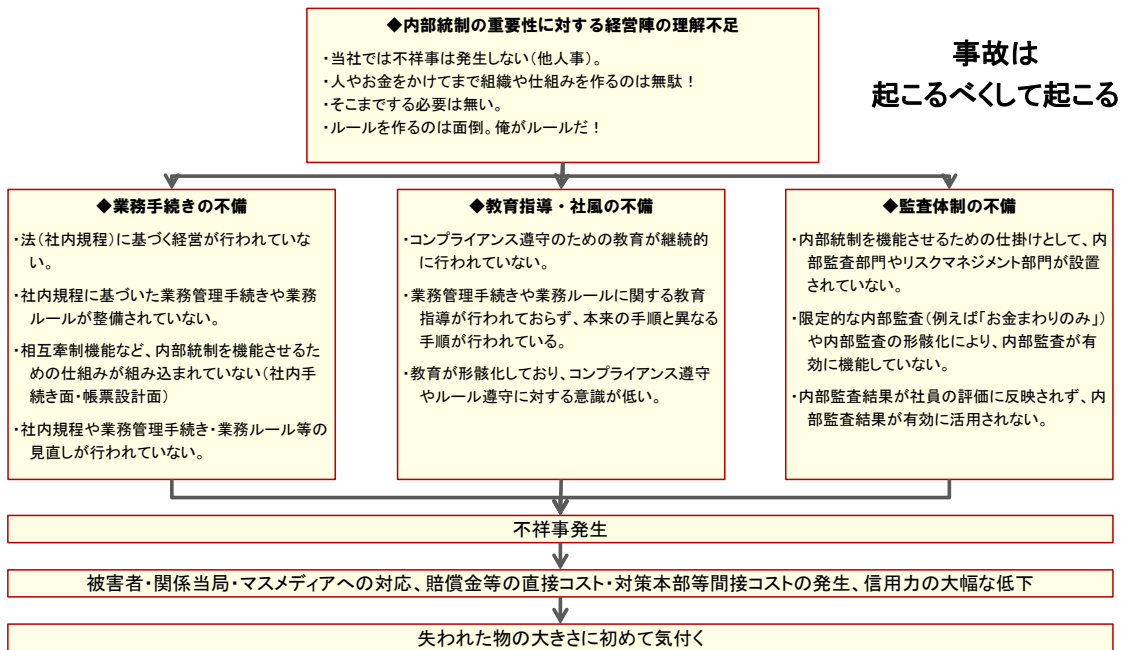 ◆内部統制の重要性に対する経営陣の理解不足
・当社では不祥事は発生しない（他人事）。
・人やお金をかけてまで組織や仕組みを作るのは無駄！
・そこまでする必要は無い。
・ルールを作るのは面倒。俺がルールだ！
事故は
起こるべくして起こる
◆業務手続きの不備
・法（社内規程）に基づく経営が行われていな
い。
・社内規程に基づいた業務管理手続きや業務
ルールが整備されていない。
・相互牽制機能など、内部統制を機能させるた
めの仕組みが組み込まれていない（社内手
続き面・帳票設計面）
・社内規程や業務管理手続き・業務ルール等の
見直しが行われていない。
◆教育指導・社風の不備
・コンプライアンス遵守のための教育が継続的
に行われていない。
・業務管理手続きや業務ルールに関する教育
指導が行われておらず、本来の手順と異なる
手順が行われている。
・教育が形骸化しており、コンプライアンス遵守
やルール遵守に対する意識が低い。
◆監査体制の不備
・内部統制を機能させるための仕掛けとして、内
部監査部門やリスクマネジメント部門が設置
されていない。
・限定的な内部監査（例えば「お金まわりのみ」）
や内部監査の形骸化により、内部監査が有
効に機能していない。
・内部監査結果が社員の評価に反映されず、内
部監査結果が有効に活用されない。
不祥事発生
被害者・関係当局・マスメディアへの対応、賠償金等の直接コスト・対策本部等間接コストの発生、信用力の大幅な低下
失われた物の大きさに初めて気付く